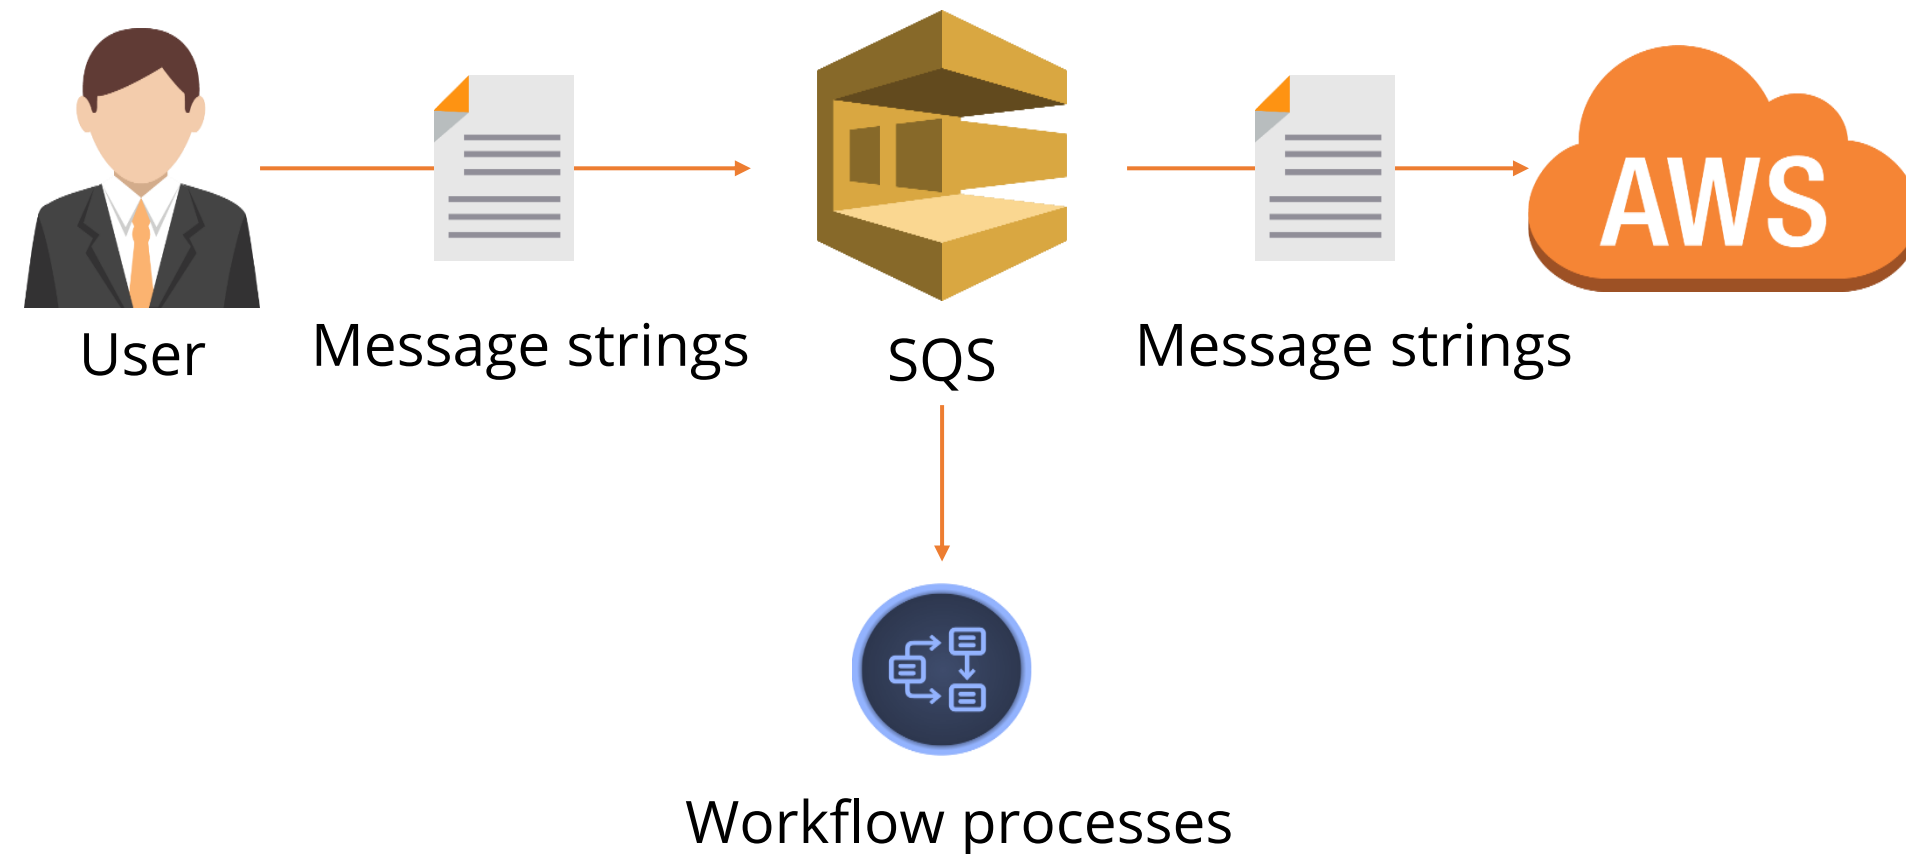 AWS
User
Message strings
SQS
Message strings
Workflow processes